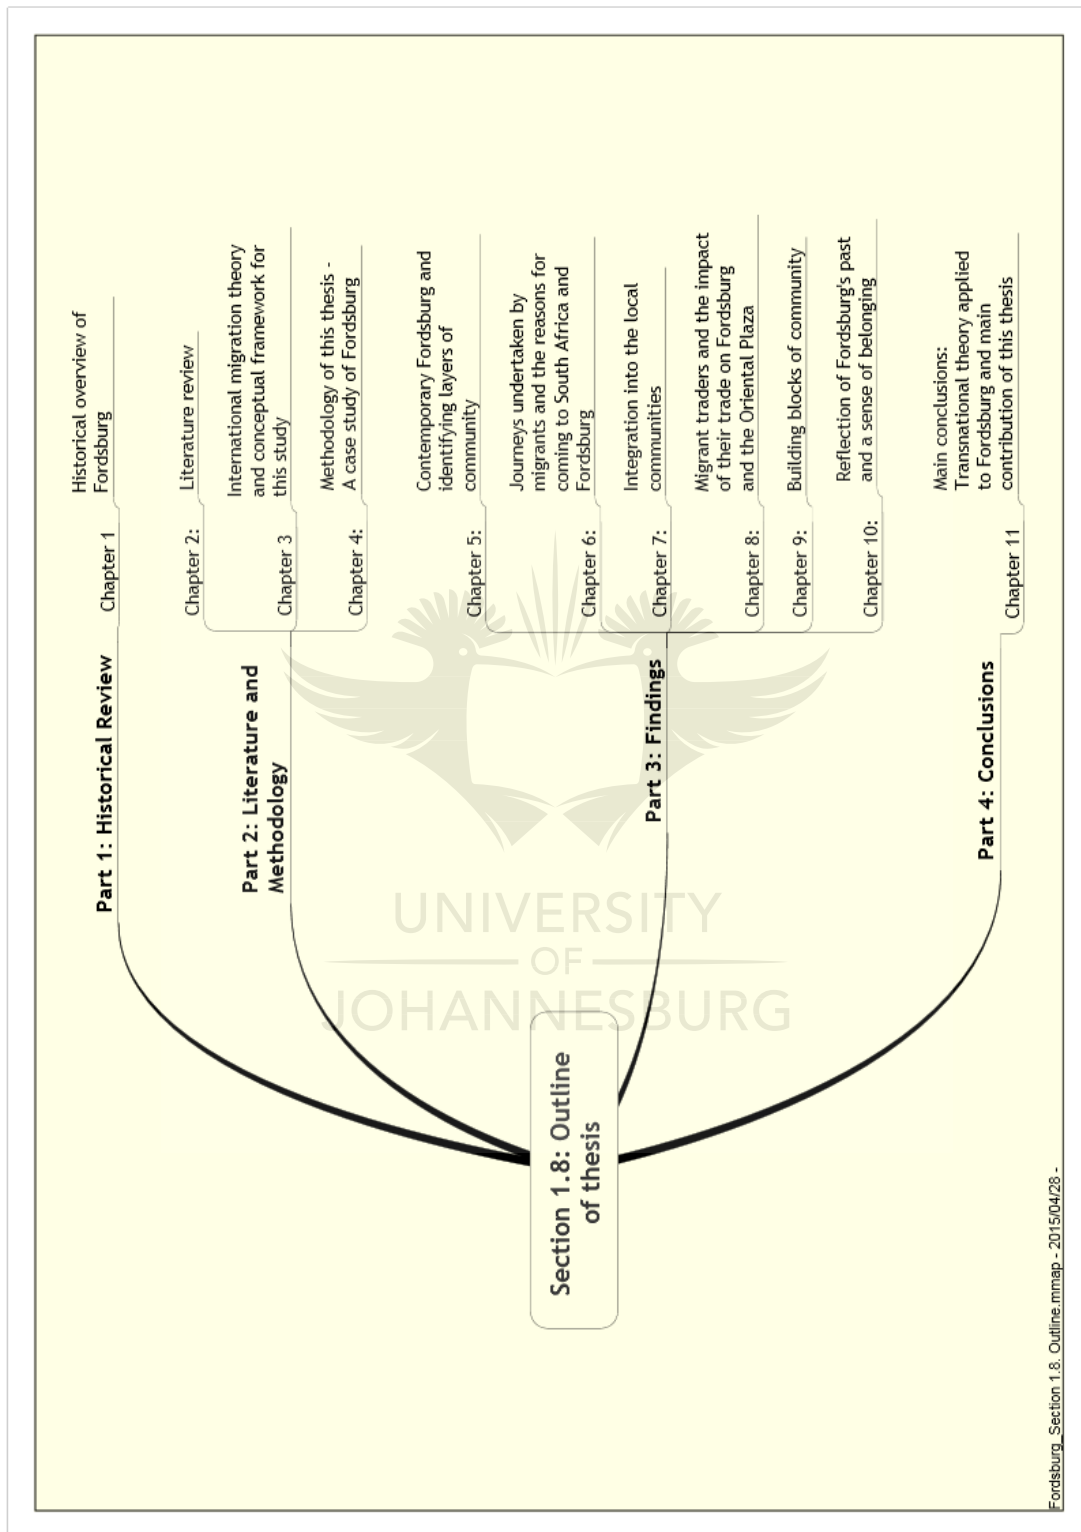 Section 1.8: Outline
of thesis
Part 1: Historical Review
Chapter 1
Historical overview of
Fordsburg
Part 2: Literature and
Methodology
Chapter 2:
Literature review
Chapter 3
International migration theory
and conceptual framework for
this study
Chapter 4:
Methodology of this thesis -
A case study of Fordsburg
Part 3: Findings
Chapter 5:
Contemporary Fordsburg and
identifying layers of
community
Chapter 6:
Journeys undertaken by
migrants and the reasons for
coming to South Africa and
Fordsburg
Chapter 7:
Integration into the local
communities
Chapter 8:
Migrant traders and the impact
of their trade on Fordsburg
and the Oriental Plaza
Chapter 9:
Building blocks of community
Chapter 10:
Reflection of Fordsburg's past
and a sense of belonging
Part 4: Conclusions
Chapter 11
Main conclusions:
Transnational theory applied
to Fordsburg and main
contribution of this thesis
UNIVERSITY
OF
JOHANNESBURG
Fordsburg_Section 1.8. Outline.mmap - 2015/04/28 -